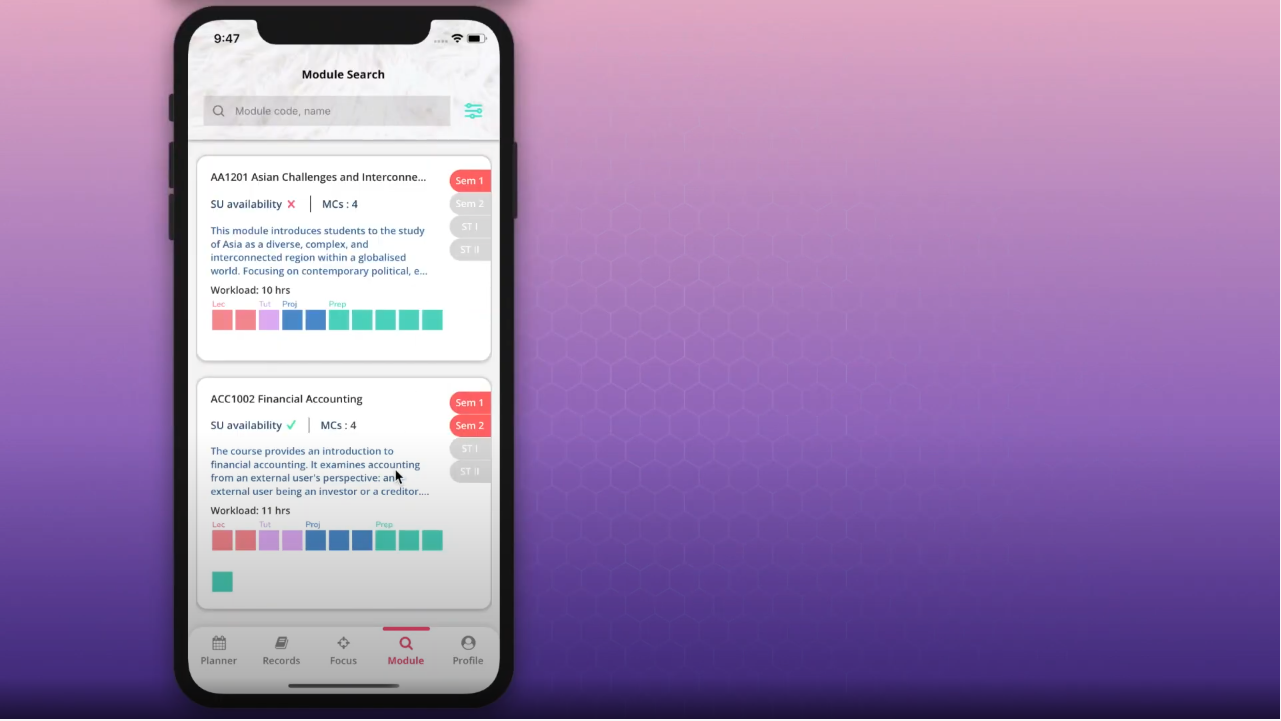 9:47
Module Search
Module code, name
AA1201 Asian Challenges and Interconne...
Sem 1
SU availability
MCs : 4
Sem 2
ST I
ST II
This module introduces students to the study
of Asia as a diverse, complex, and
interconnected region within a globalised
world. Focusing on contemporary political, e...
Workload: 10 hrs
Lec Tut Proj Prep
ACC1002 Financial Accounting
Sem 1
SU availability
MCs : 4
Sem 2
ST I
ST II
The course provides an introduction to
financial accounting. It examines accounting
from an external user's perspective: an
external user being an investor or a creditor....
Workload: 11 hrs
Lec Tut Proj Prep
Planner Records Focus Module Profile